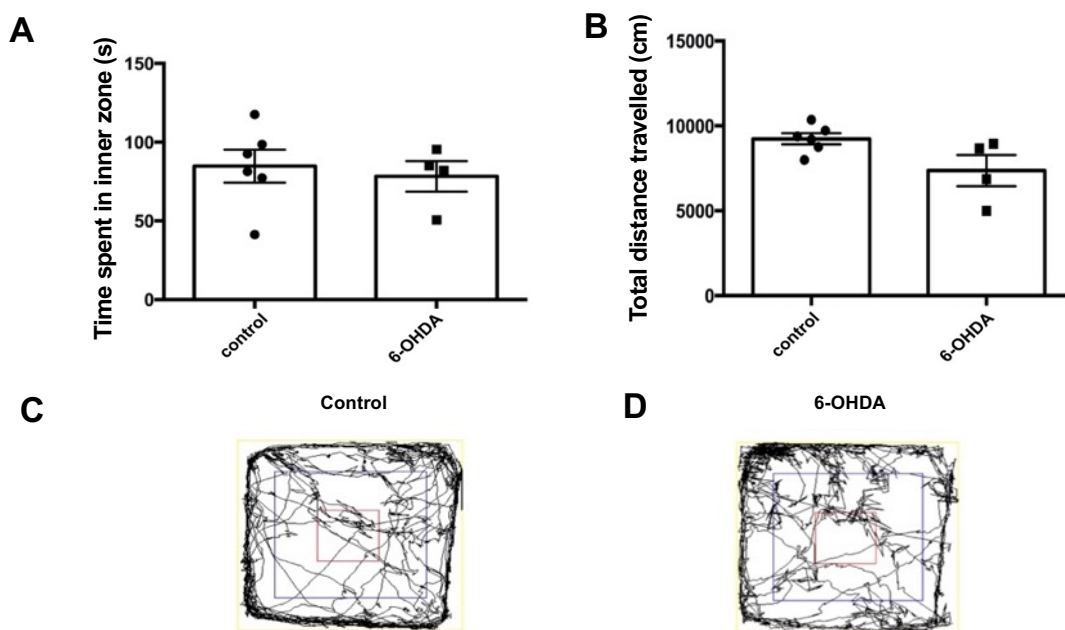 A
Time spent in inner zone (s)
150
100
50
0
control
6-OHDA
B
Total distance travelled (cm)
15000
10000
5000
0
control
6-OHDA
C
Control
D
6-OHDA